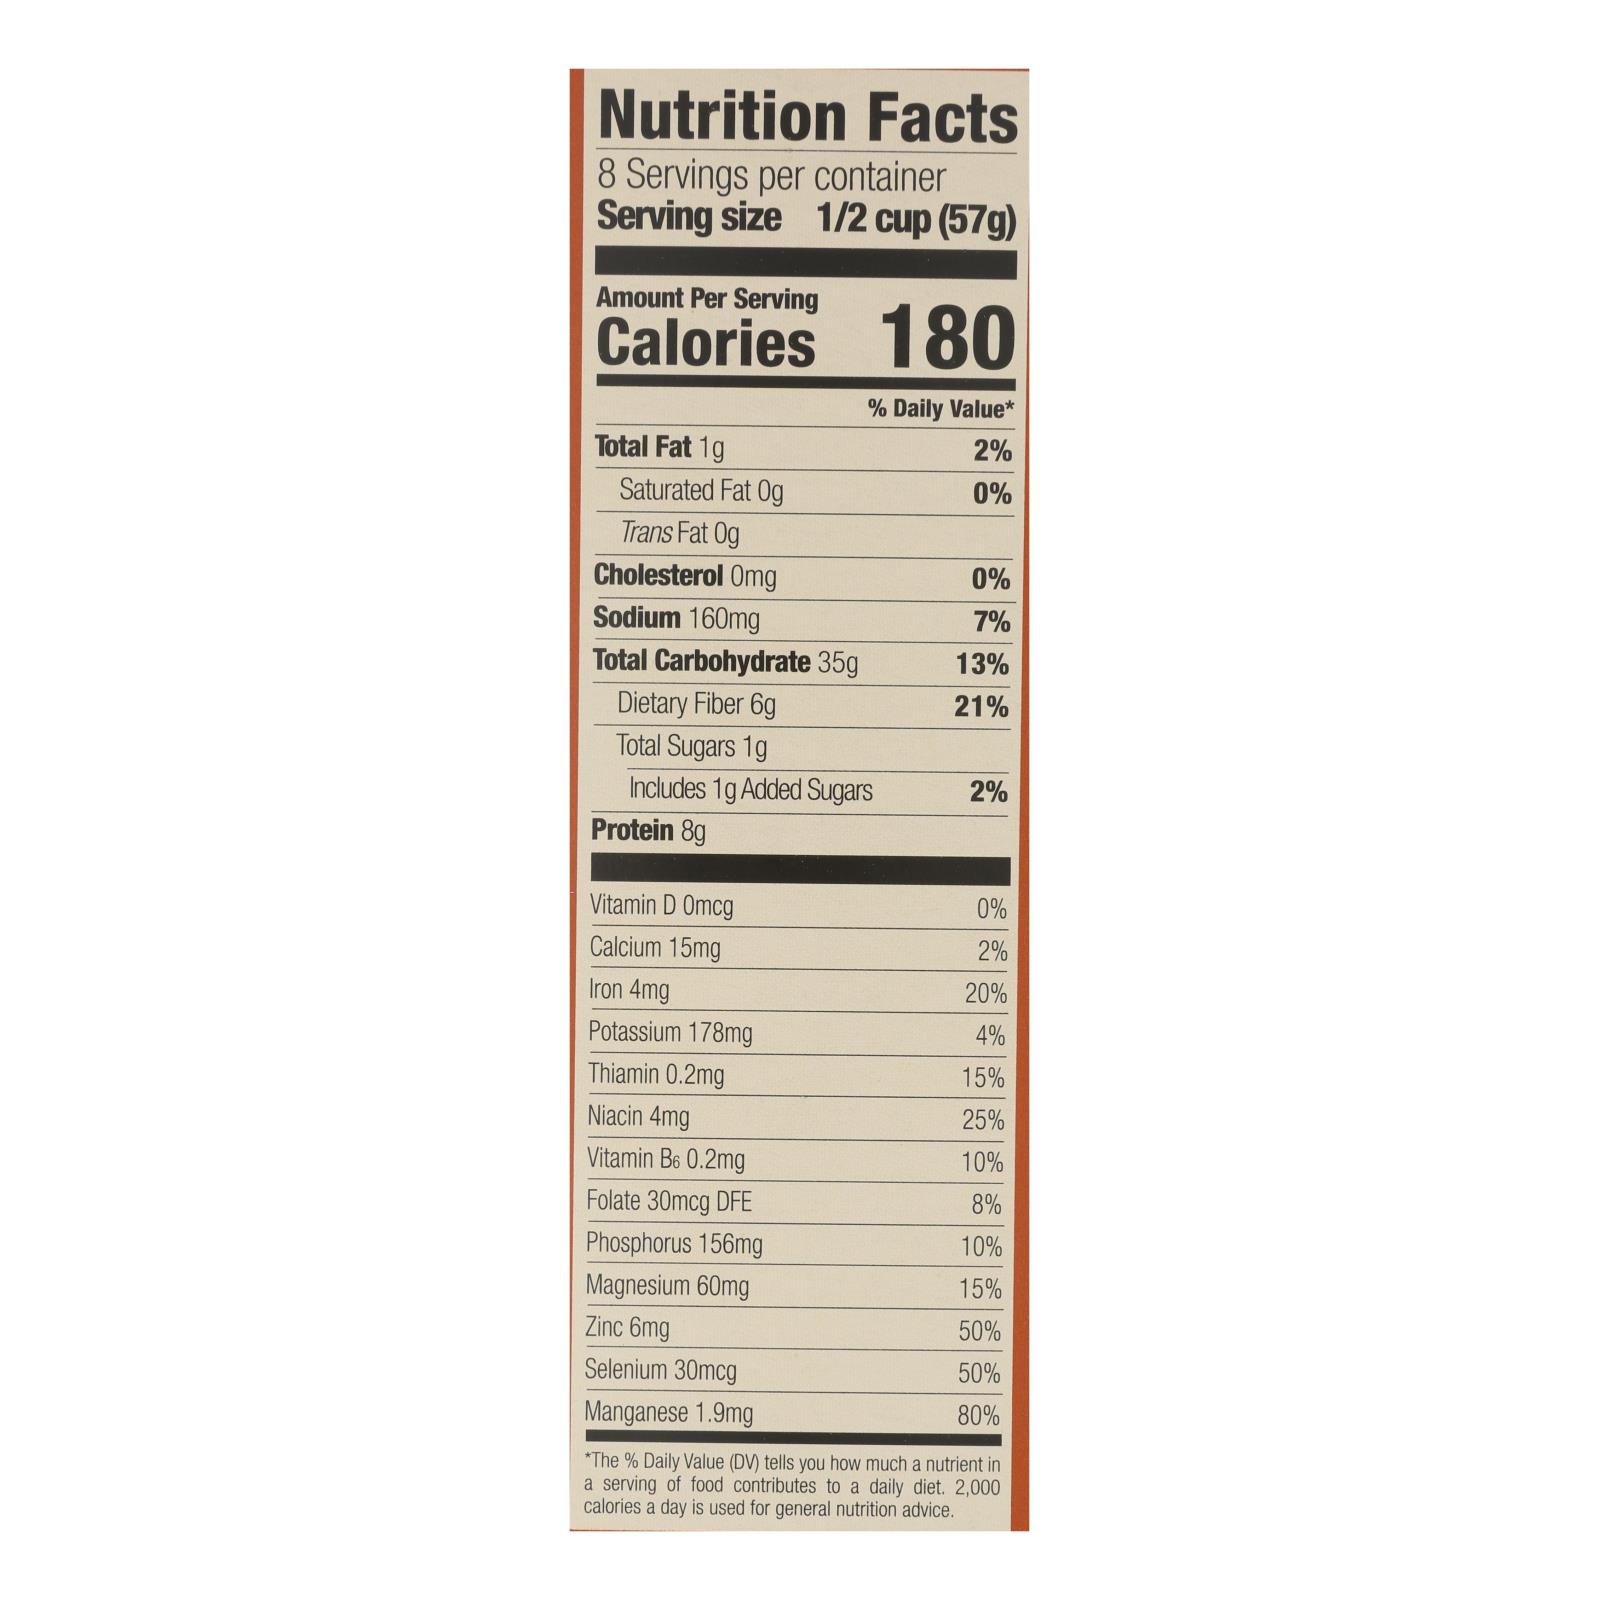 Nutrition Facts
8 Servings per container
Serving size 1/2 cup (57g)
Amount Per Serving
Calories 180
% Daily Value*
Total Fat 1g 2%
Saturated Fat 0g 0%
Trans Fat 0g
Cholesterol 0mg 0%
Sodium 160mg 7%
Total Carbohydrate 35g 13%
Dietary Fiber 6g 21%
Total Sugars 1g
Includes 1g Added Sugars 2%
Protein 8g
Vitamin D 0mcg 0%
Calcium 15mg 2%
Iron 4mg 20%
Potassium 178mg 4%
Thiamin 0.2mg 15%
Niacin 4mg 25%
Vitamin B6 0.2mg 10%
Folate 30mcg DFE 8%
Phosphorus 156mg 10%
Magnesium 60mg 15%
Zinc 6mg 50%
Selenium 30mcg 50%
Manganese 1.9mg 80%
*The % Daily Value (DV) tells you how much a nutrient in
a serving of food contributes to a daily diet. 2,000
calories a day is used for general nutrition advice.